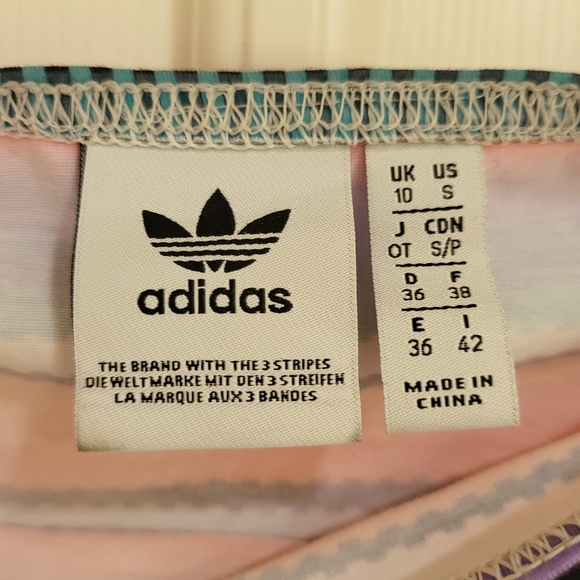 adidas
THE BRAND WITH THE 3 STRIPES
DIE WELTMARKE MIT DEN 3 STREIFEN
LA MARQUE AUX 3 BANDES
UK US
10 S
J CDN
OT S/P
D F
36 38
E I
36 42
MADE IN
CHINA